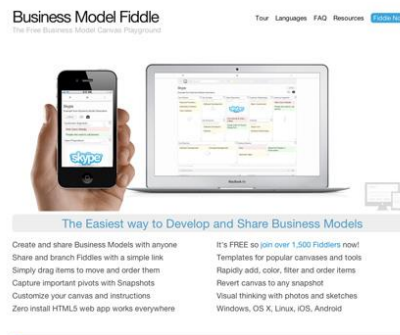 Business Model Fiddle
The Free Business Model Canvas Playground
Tour Languages FAQ Resources Fiddle
Skype
skype
Skype
skype
The Easiest way to Develop and Share Business Models
Create and share Business Models with anyone
Share and branch Fiddles with a simple link
Simply drag items to move and order them
Capture important pivots with Snapshots
Customize your canvas and instructions
Zero install HTML5 web app works everywhere
It's FREE so join over 1,500 Fiddlers now!
Templates for popular canvases and tools
Rapidly add, color, filter and order items
Revert canvas to any snapshot
Visual thinking with photos and sketches
Windows, OS X, Linux, iOS, Android